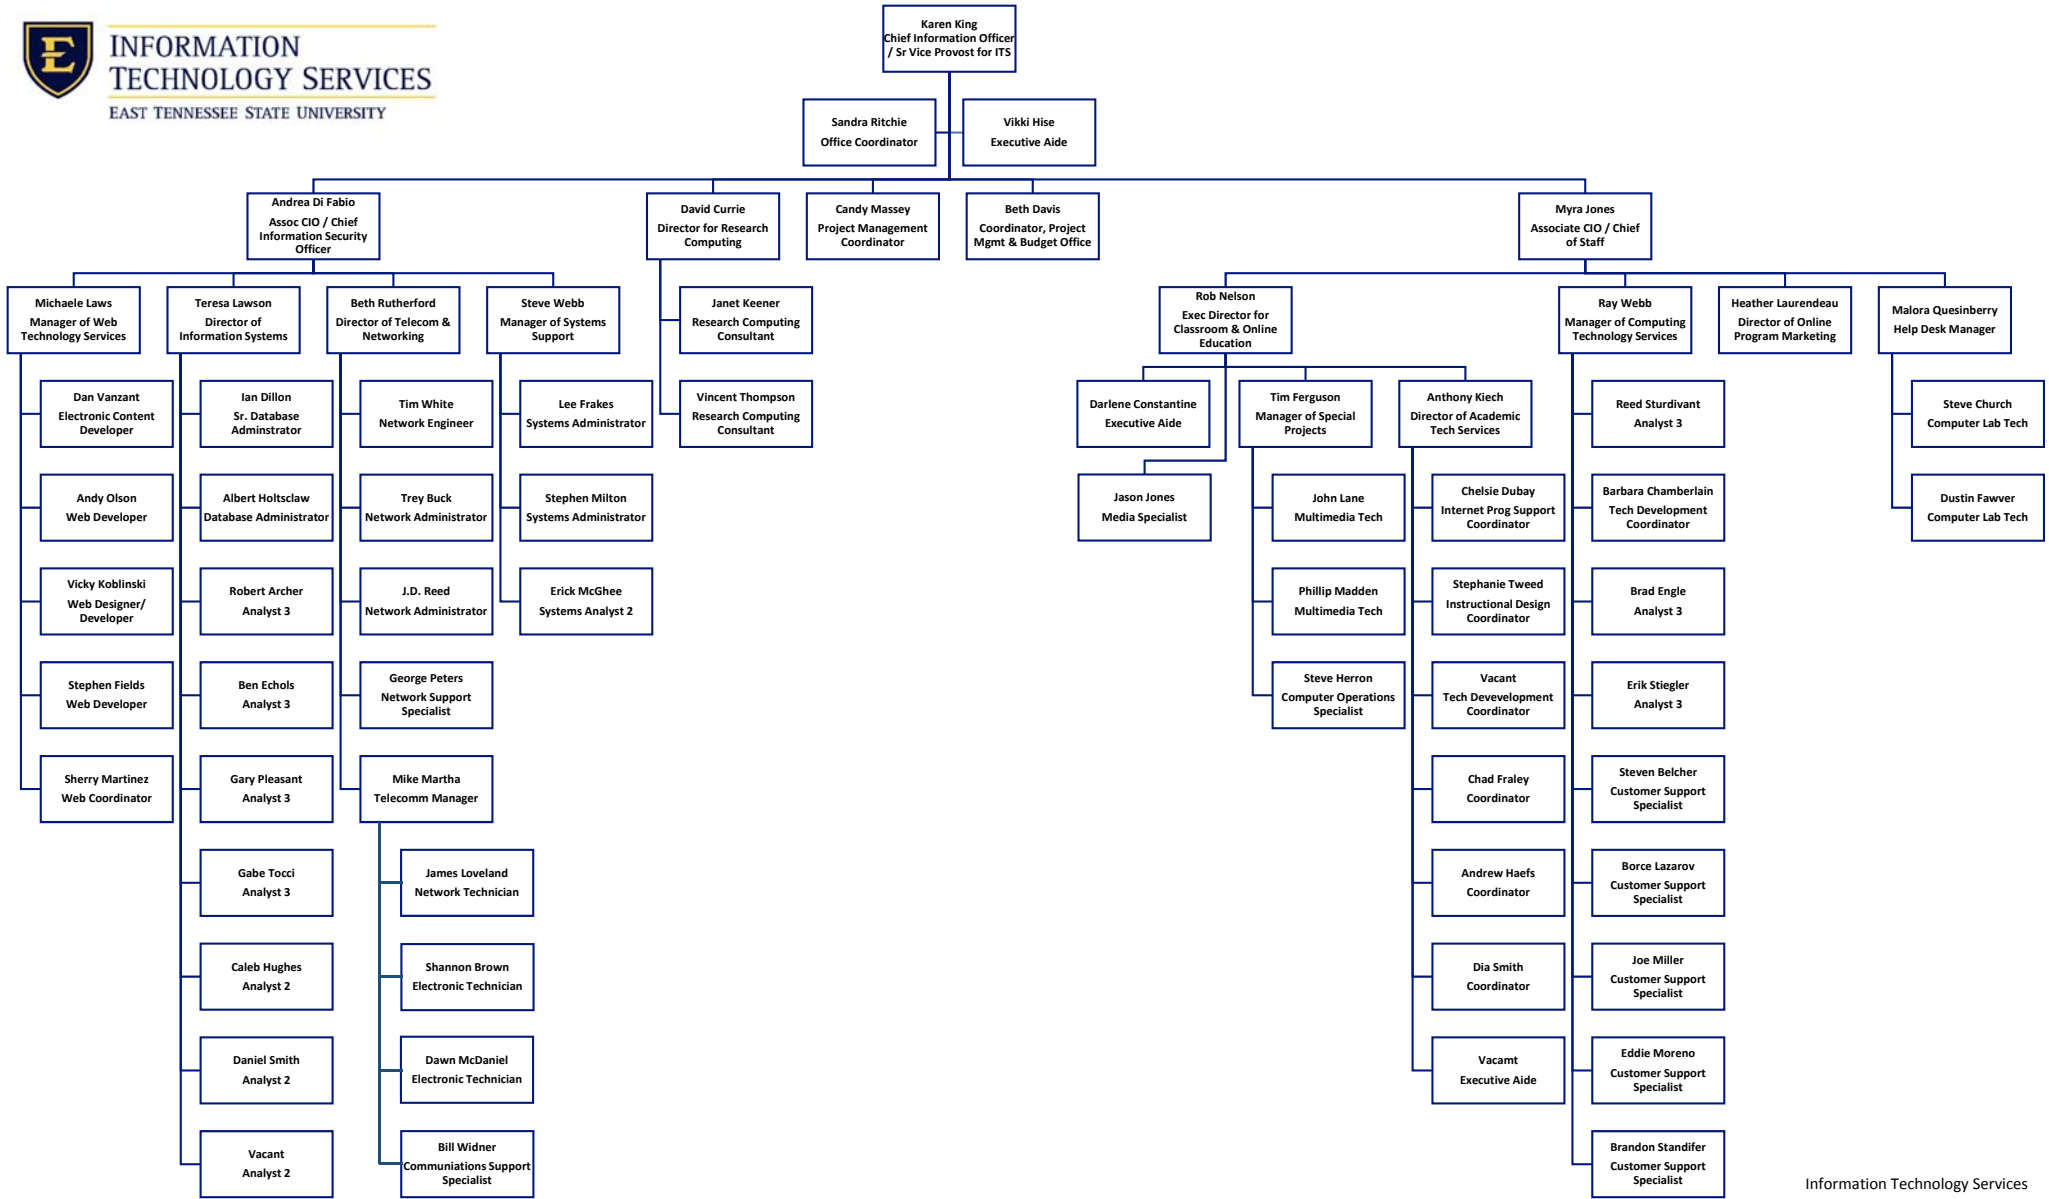 INFORMATION
TECHNOLOGY SERVICES
EAST TENNESSEE STATE UNIVERSITY
Karen King
Chief Information Officer
/ Sr Vice Provost for ITS
Sandra Ritchie
Office Coordinator
Vikki Hise
Executive Aide
Andrea Di Fabio
Assoc CIO / Chief
Information Security
Officer
David Currie
Director for Research
Computing
Candy Massey
Project Management
Coordinator
Beth Davis
Coordinator, Project
Mgmt & Budget Office
Myra Jones
Associate CIO / Chief
of Staff
Michaele Laws
Manager of Web
Technology Services
Dan Vanzant
Electronic Content
Developer
Andy Olson
Web Developer
Vicky Koblinski
Web Designer/
Developer
Stephen Fields
Web Developer
Sherry Martinez
Web Coordinator
Teresa Lawson
Director of
Information Systems
Ian Dillon
Sr. Database
Adminstrator
Albert Holtsclaw
Database Administrator
Robert Archer
Analyst 3
Ben Echols
Analyst 3
Gary Pleasant
Analyst 3
Gabe Tocci
Analyst 3
Caleb Hughes
Analyst 2
Daniel Smith
Analyst 2
Vacant
Analyst 2
Beth Rutherford
Director of Telecom &
Networking
Tim White
Network Engineer
Trey Buck
Network Administrator
J.D. Reed
Network Administrator
George Peters
Network Support
Specialist
Mike Martha
Telecomm Manager
James Loveland
Network Technician
Shannon Brown
Electronic Technician
Dawn McDaniel
Electronic Technician
Bill Widner
Communiations Support
Specialist
Steve Webb
Manager of Systems
Support
Lee Frakes
Systems Administrator
Stephen Milton
Systems Administrator
Erick McGhee
Systems Analyst 2
Janet Keener
Research Computing
Consultant
Vincent Thompson
Research Computing
Consultant
Rob Nelson
Exec Director for
Classroom & Online
Education
Darlene Constantine
Executive Aide
Jason Jones
Media Specialist
Tim Ferguson
Manager of Special
Projects
John Lane
Multimedia Tech
Phillip Madden
Multimedia Tech
Steve Herron
Computer Operations
Specialist
Anthony Kiech
Director of Academic
Tech Services
Chelsie Dubay
Internet Prog Support
Coordinator
Stephanie Tweed
Instructional Design
Coordinator
Vacant
Tech Devevelopment
Coordinator
Chad Fraley
Coordinator
Andrew Haefs
Coordinator
Dia Smith
Coordinator
Vacamt
Executive Aide
Ray Webb
Manager of Computing
Technology Services
Reed Sturdivant
Analyst 3
Barbara Chamberlain
Tech Development
Coordinator
Brad Engle
Analyst 3
Erik Stiegler
Analyst 3
Steven Belcher
Customer Support
Specialist
Borce Lazarov
Customer Support
Specialist
Joe Miller
Customer Support
Specialist
Eddie Moreno
Customer Support
Specialist
Brandon Standifer
Customer Support
Specialist
Heather Laurendeau
Director of Online
Program Marketing
Malora Quesinberry
Help Desk Manager
Steve Church
Computer Lab Tech
Dustin Fawver
Computer Lab Tech
Information Technology Services